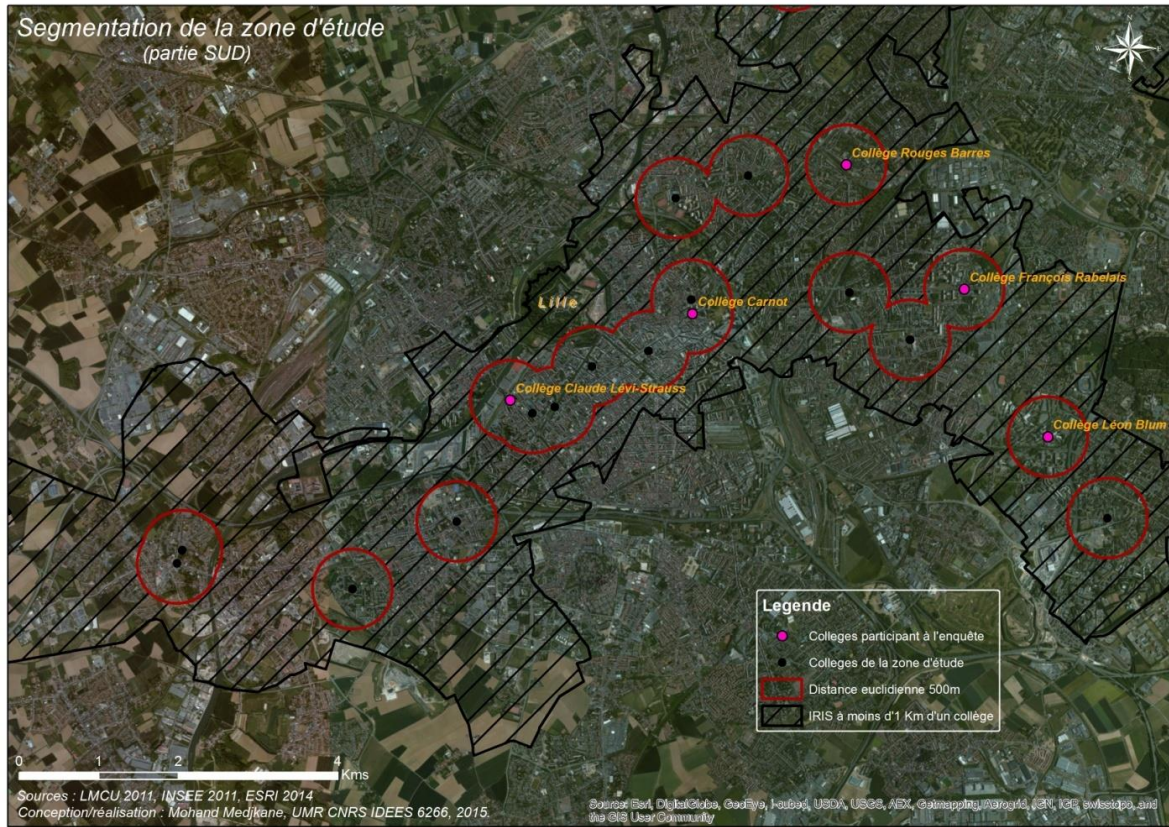 Segmentation de la zone d'étude
(partie SUD)
N
W E
S
Collège Rouges Barres
Collège François Rabelais
Lille
Collège Carnot
Collège Claude Lévi-Strauss
Collège Léon Blum
Legende
Colleges participant à l'enquête
Colleges de la zone d'étude
Distance euclidienne 500m
IRIS à moins d'1 Km d'un collège
0 1 2 4
Kms
Sources : LMCU 2011, INSEE 2011, ESRI 2014
Conception/réalisation : Mohand Medjkane, UMR CNRS IDEES 6266, 2015.
Source: Esri, DigitalGlobe, GeoEye, i-cubed, USDA, USGS, AEX, Getmapping, Aerogrid, IGN, IGP, swisstopo, and
the GIS User Community